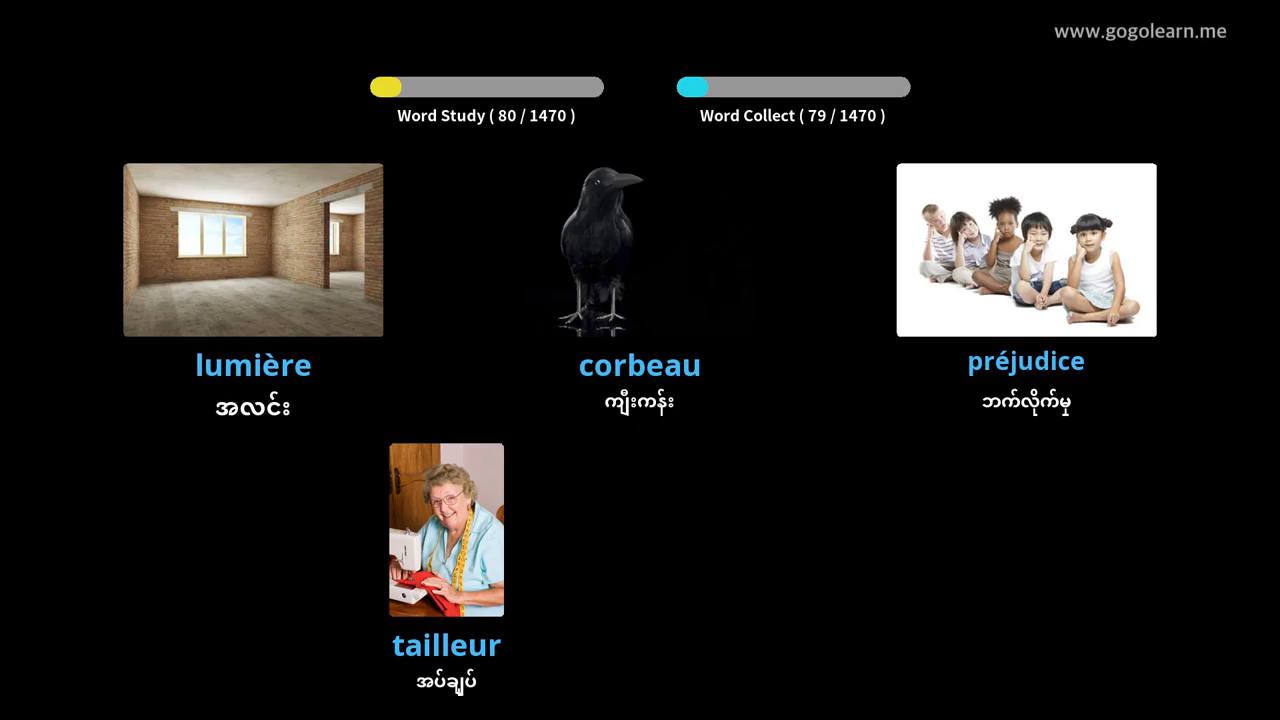 www.gogolearn.me
Word Study ( 80 / 1470 )
Word Collect ( 79 / 1470 )
lumière
အလင်း
corbeau
ကျီးကန်း
préjudice
ဘက်လိုက်မှ
tailleur
အပ်ချုပ်